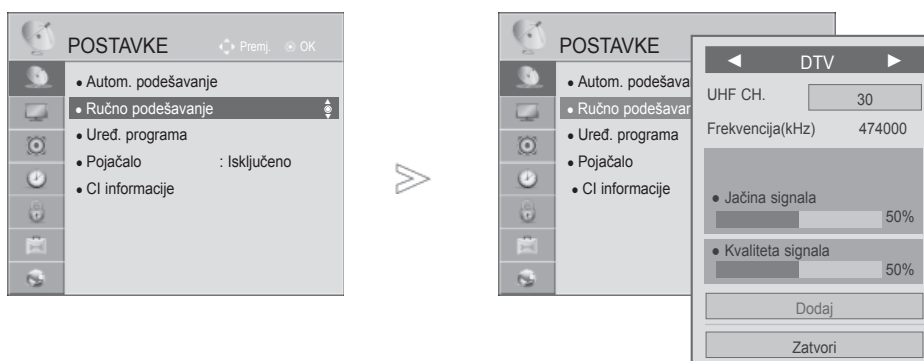 POSTAVKE
Premj. OK
• Autom. podešavanje
• Ručno podešavanje
• Uređ. programa
• Pojačalo : Isključeno
• CI informacije
POSTAVKE
• Autom. podešava
• Ručno podešavar
• Uređ. programa
• Pojačalo
• CI informacije
◄ DTV ►
UHF CH. 30
Frekvencija(kHz) 474000
• Jačina signala
50%
• Kvaliteta signala
50%
Dodaj
Zatvori